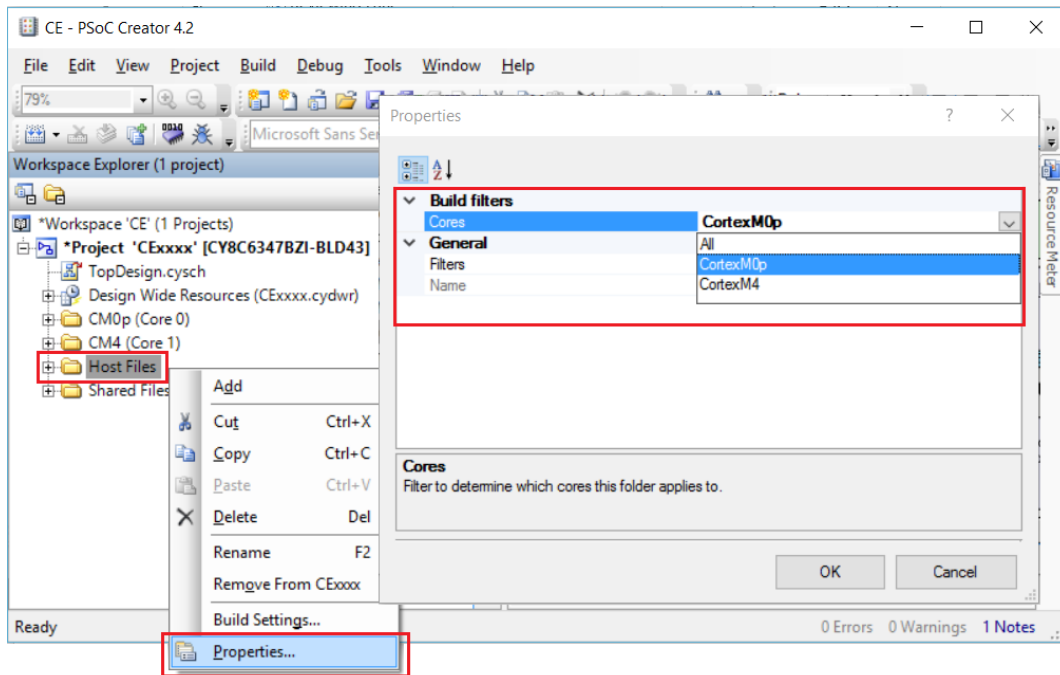 CE - PSoC Creator 4.2
File Edit View Project Build Debug Tools Window Help
79%
Microsoft Sans Ser
Workspace Explorer (1 project)
*Workspace 'CE' (1 Projects)
*Project 'CExxxx' [CY8C6347BZI-BLD43]
TopDesign.cysch
Design Wide Resources (CExxxx.cydwr)
CM0p (Core 0)
CM4 (Core 1)
Host Files
Shared Files
Add
Cut Ctrl+X
Copy Ctrl+C
Paste Ctrl+V
Delete Del
Rename F2
Remove From CExxxx
Build Settings...
Properties...
Properties
Build filters
Cores CortexM0p
General
Filters
Name
All
CortexM0p
CortexM4
Cores
Filter to determine which cores this folder applies to.
OK Cancel
Resource Meter
Ready 0 Errors 0 Warnings 1 Notes